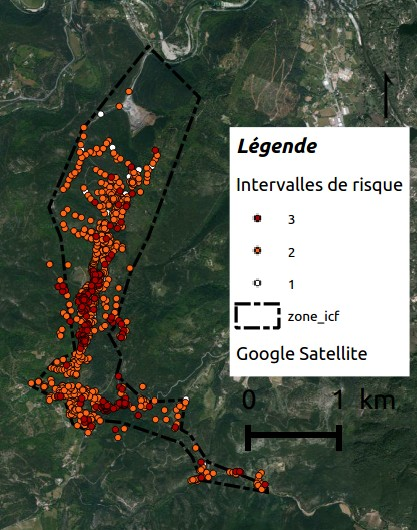 Légende
Intervalles de risque
3
2
1
zone_icf
Google Satellite
0 1 km